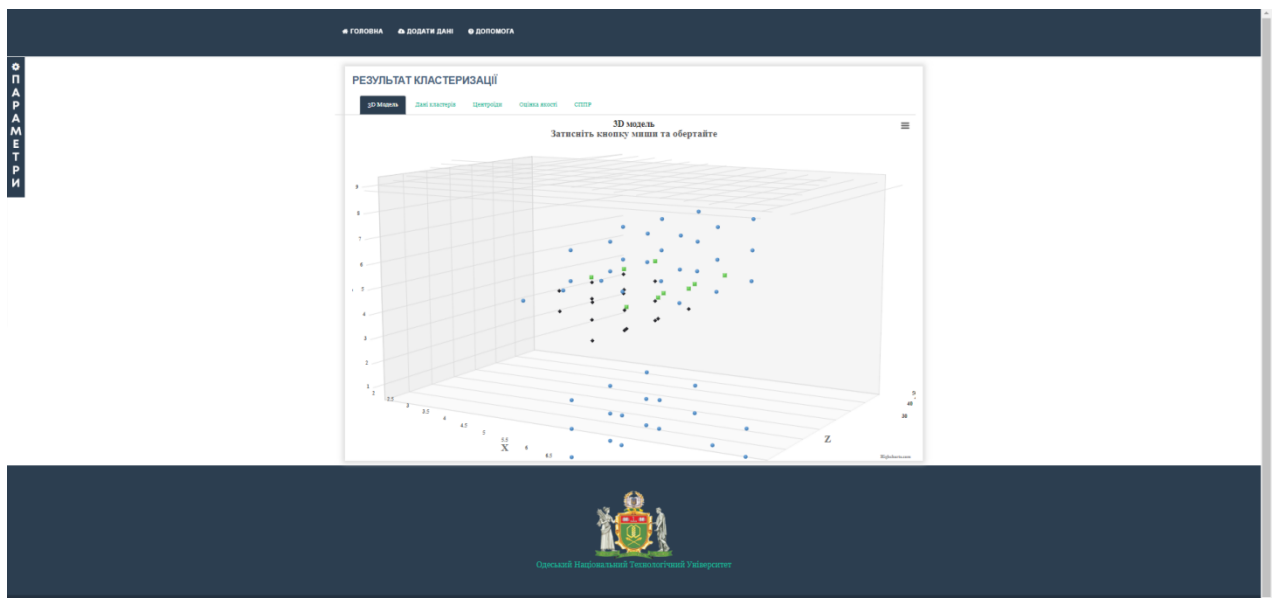 ГОЛОВНА ДОДАТИ ДАНІ ДОПОМОГА
ПАРАМЕТРИ
РЕЗУЛЬТАТ КЛАСТЕРИЗАЦІЇ
3D Модель Дані кластерів Центроїди Оцінка якості СППР
3D модель
Затисніть кнопку миши та обертайте
9
8
7
6
5
4
3
2
1
2 2.5 3 3.5 4 4.5 5 5.5 6 6.5
X
Z
40
30
Highcharts.com
Одеський Національний Технологічний Університет